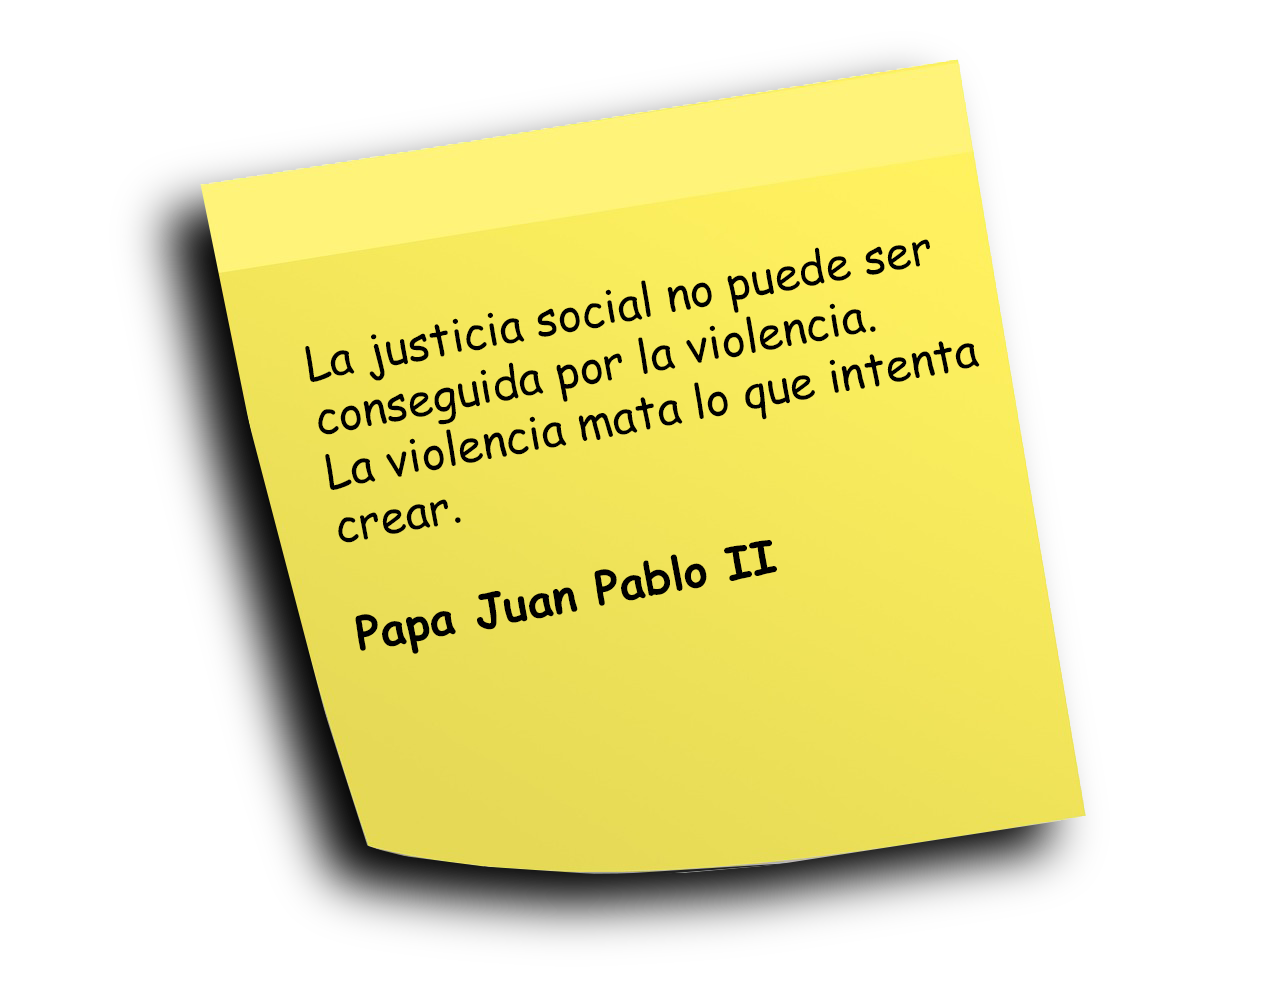 La justicia social no puede ser
conseguida por la violencia.
La violencia mata lo que intenta
crear.
Papa Juan Pablo II